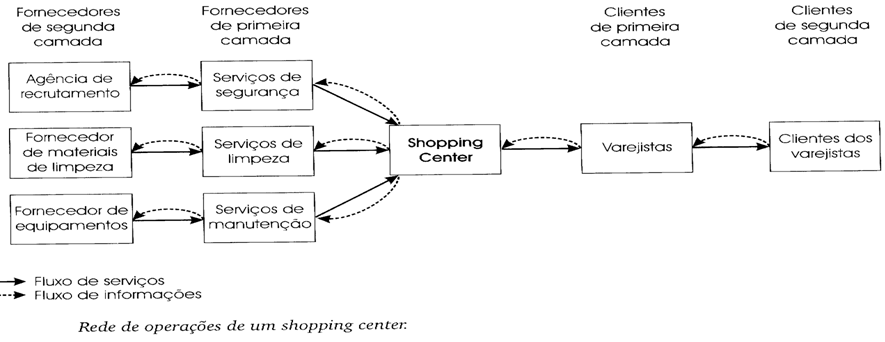 Fornecedores
de segunda
camada
Fornecedores
de primeira
camada
Clientes
de primeira
camada
Clientes
de segunda
camada
Agência de
recrutamento
Serviços de
segurança
Fornecedor
de materiais
de limpeza
Serviços de
limpeza
Shopping
Center
Varejistas
Clientes dos
varejistas
Fornecedor de
equipamentos
Serviços de
manutenção
Fluxo de serviços
Fluxo de informações
Rede de operações de um shopping center.